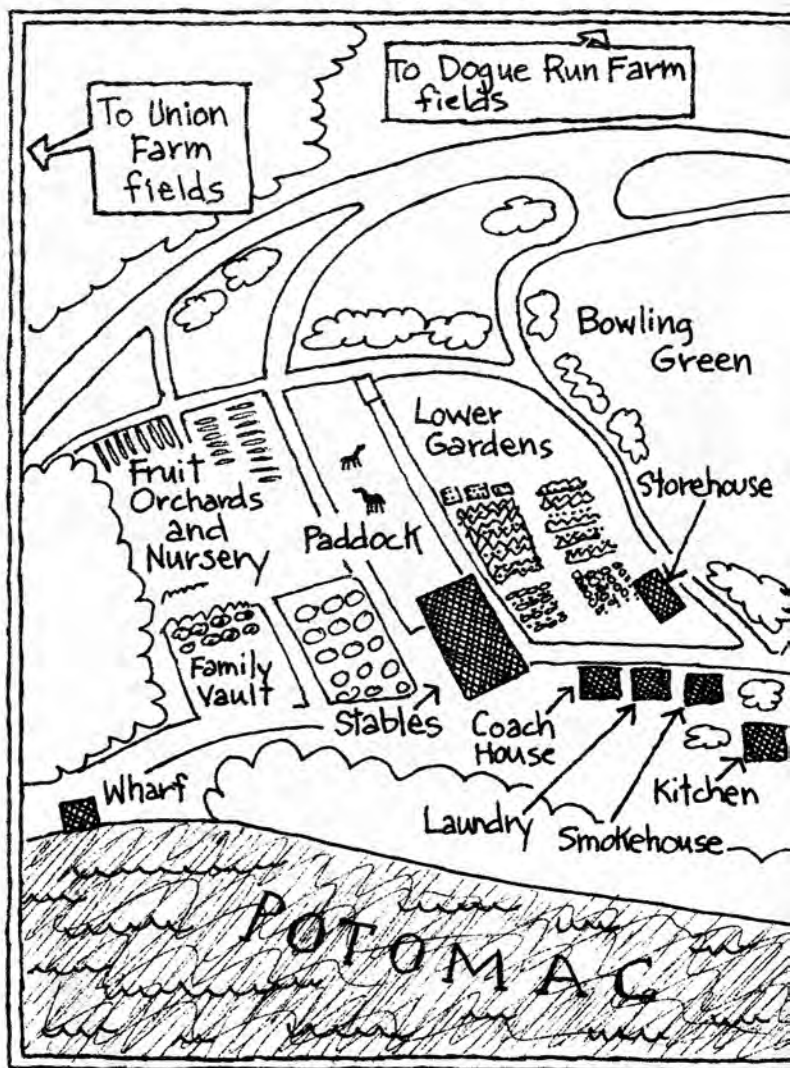 To Dogue Run Farm
fields
To Union
Farm
fields
Bowling
Green
Lower
Gardens
Storehouse
Fruit
Orchards
and
Nursery
Paddock
Family
Vault
Stables
Coach
House
Wharf
Laundry
Smokehouse
Kitchen
POTOMAC